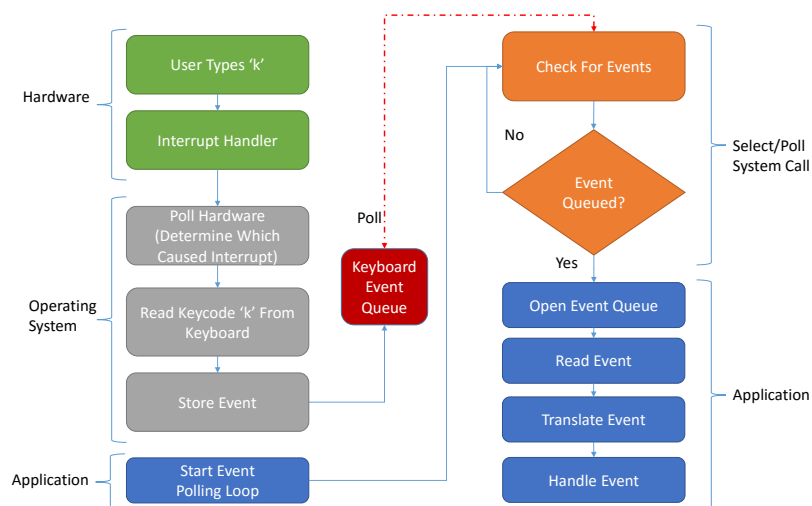 Hardware
User Types ‘k’
Interrupt Handler
Operating
System
Poll Hardware
(Determine Which
Caused Interrupt)
Read Keycode ‘k’ From
Keyboard
Store Event
Application
Start Event
Polling Loop
Poll
Keyboard
Event
Queue
Check For Events
No
Event
Queued?
Yes
Select/Poll
System Call
Open Event Queue
Read Event
Translate Event
Handle Event
Application